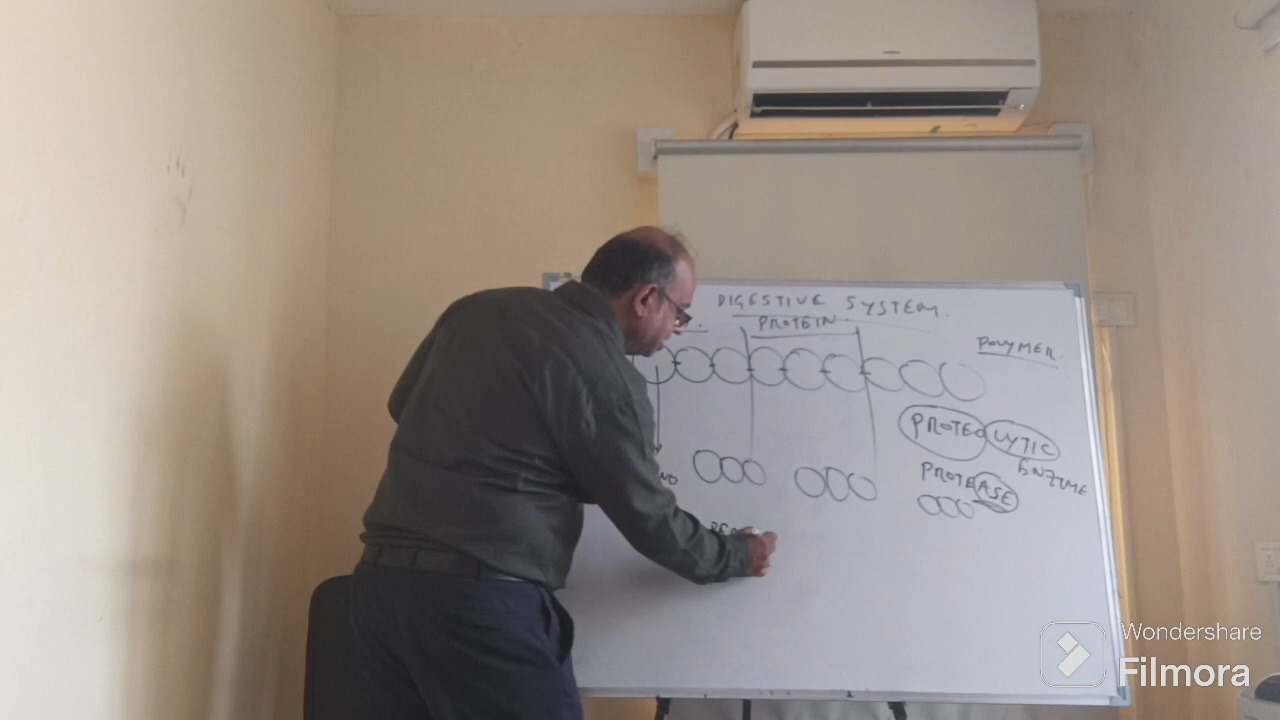 DIGESTIVE SYSTEM.
PROTEIN
POLYMER.
PROTEOLYTIC
ENZYME
PROTEASE
Wondershare
Filmora